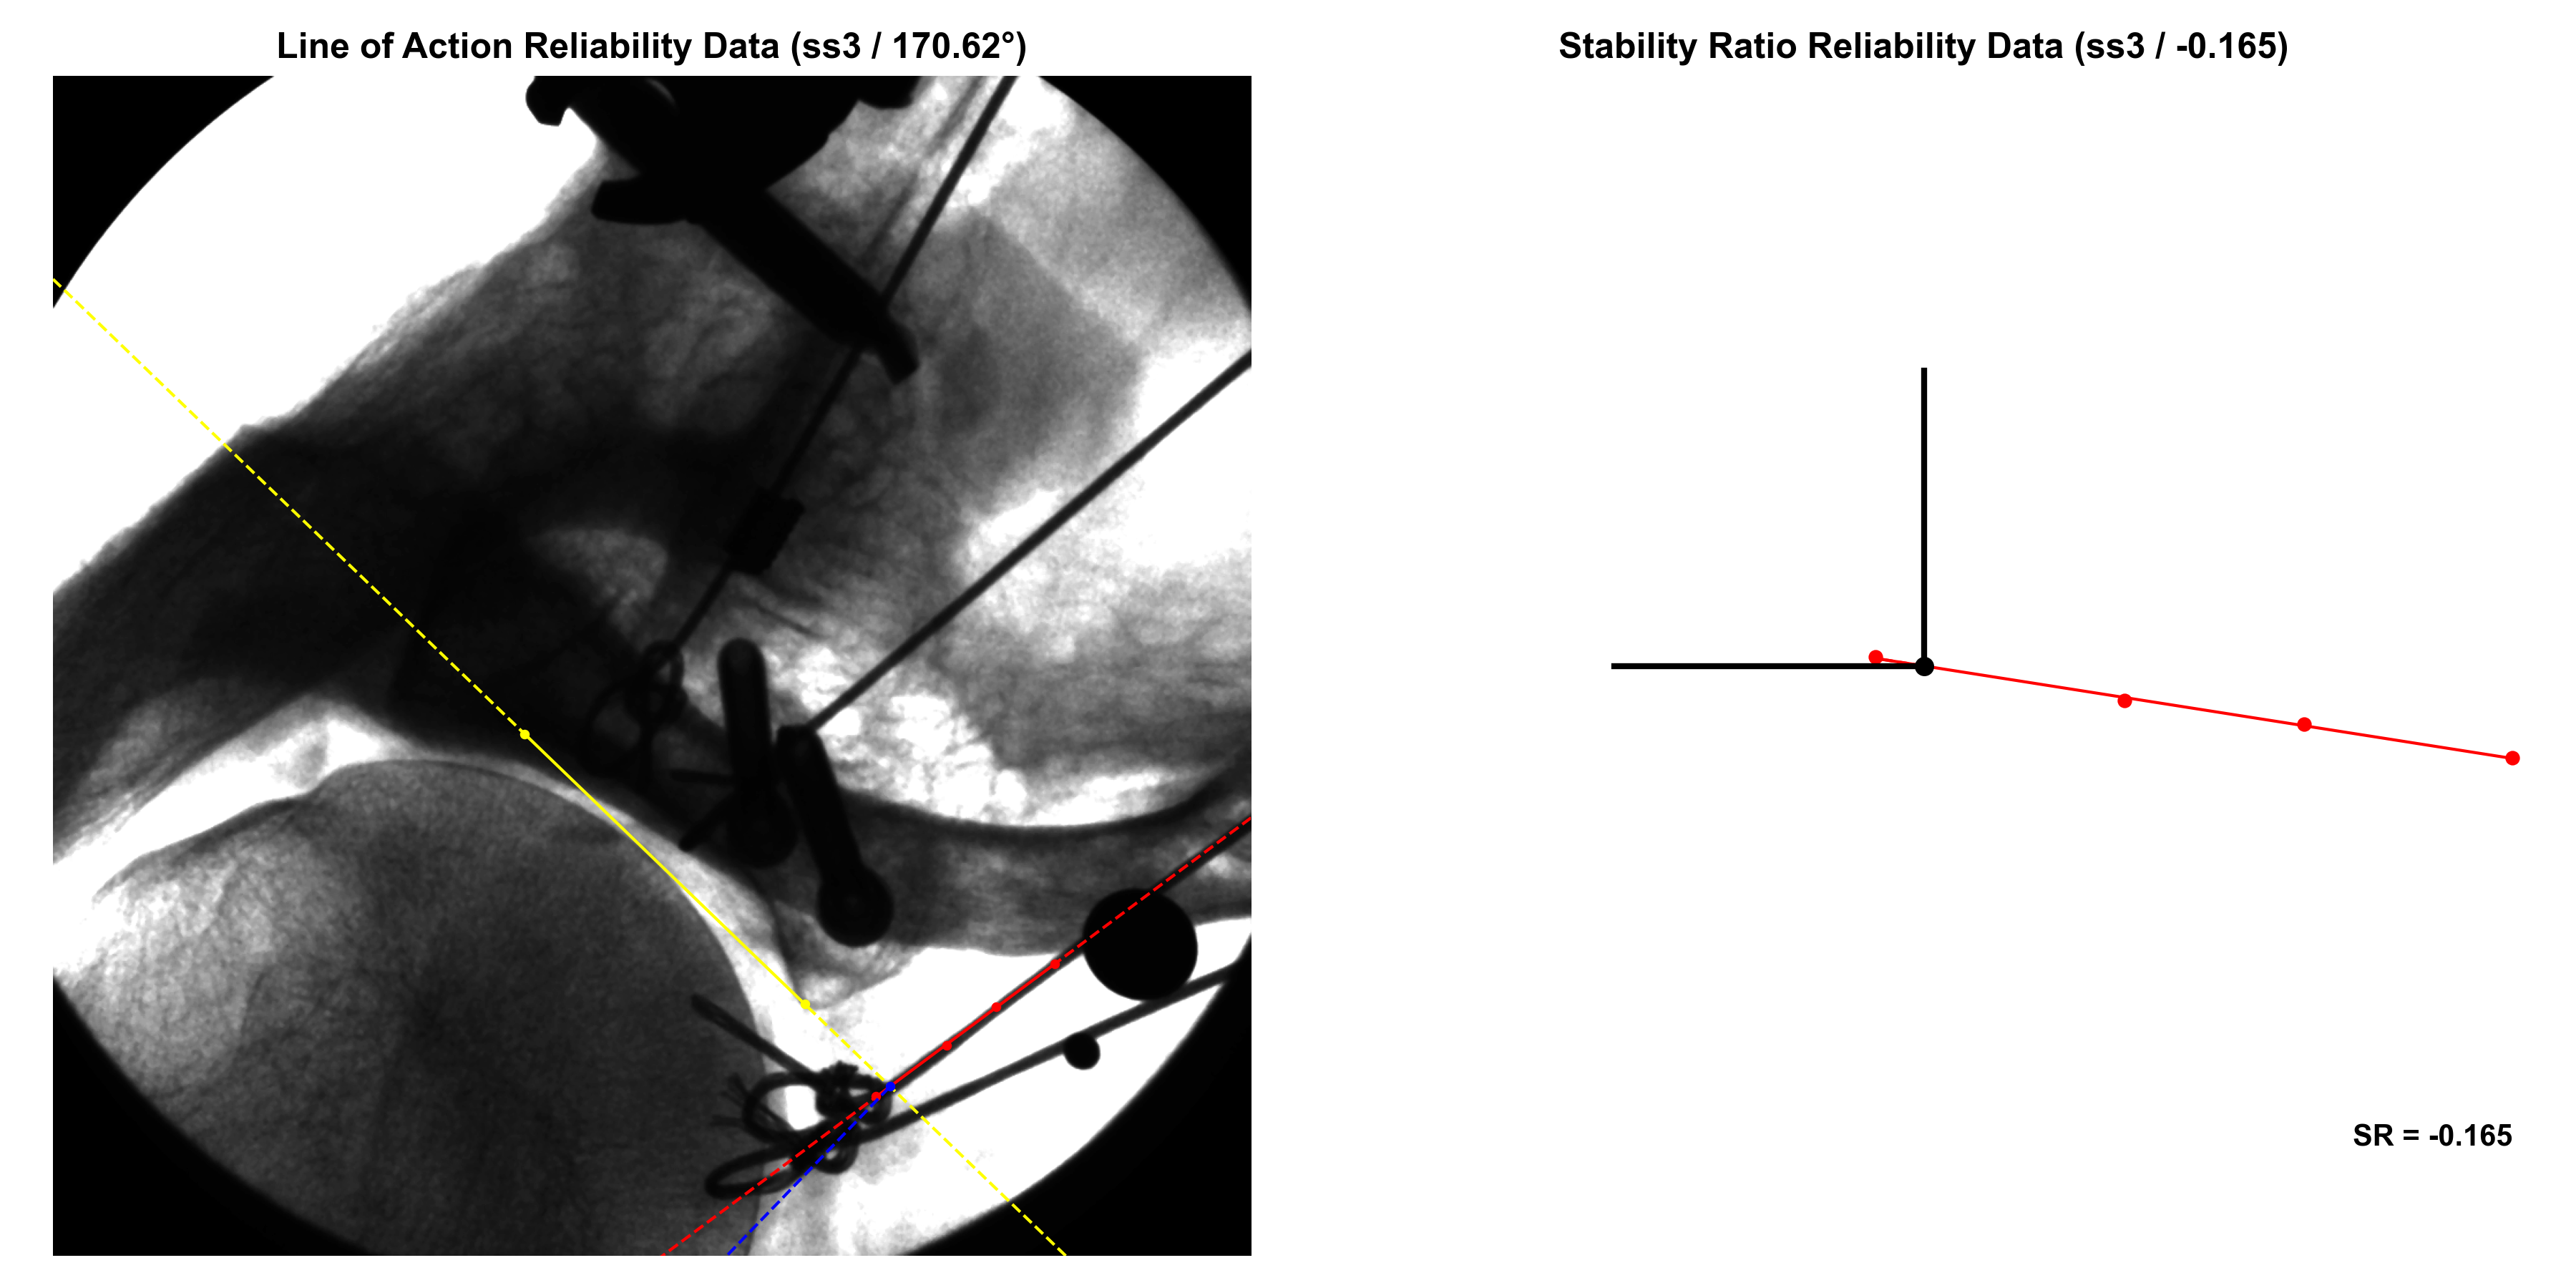 Line of Action Reliability Data (ss3 / 170.62°)
Stability Ratio Reliability Data (ss3 / -0.165)
SR = -0.165